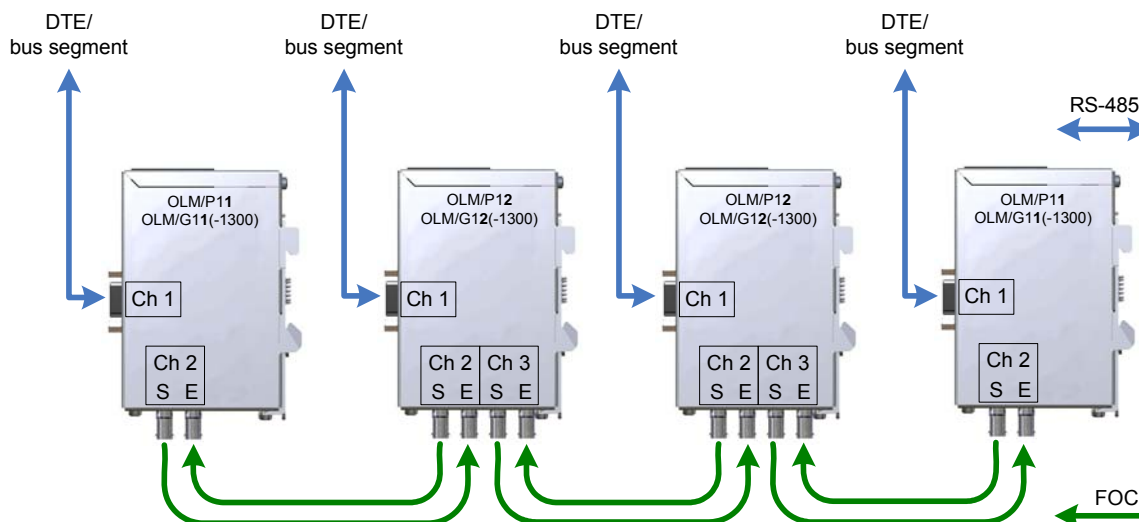 DTE/
bus segment
DTE/
bus segment
DTE/
bus segment
DTE/
bus segment
RS-485
OLM/P11
OLM/G11(-1300)
OLM/P12
OLM/G12(-1300)
OLM/P12
OLM/G12(-1300)
OLM/P11
OLM/G11(-1300)
Ch 1
Ch 1
Ch 1
Ch 1
Ch 2
S E
Ch 2 Ch 3
S E S E
Ch 2 Ch 3
S E S E
Ch 2
S E
FOC